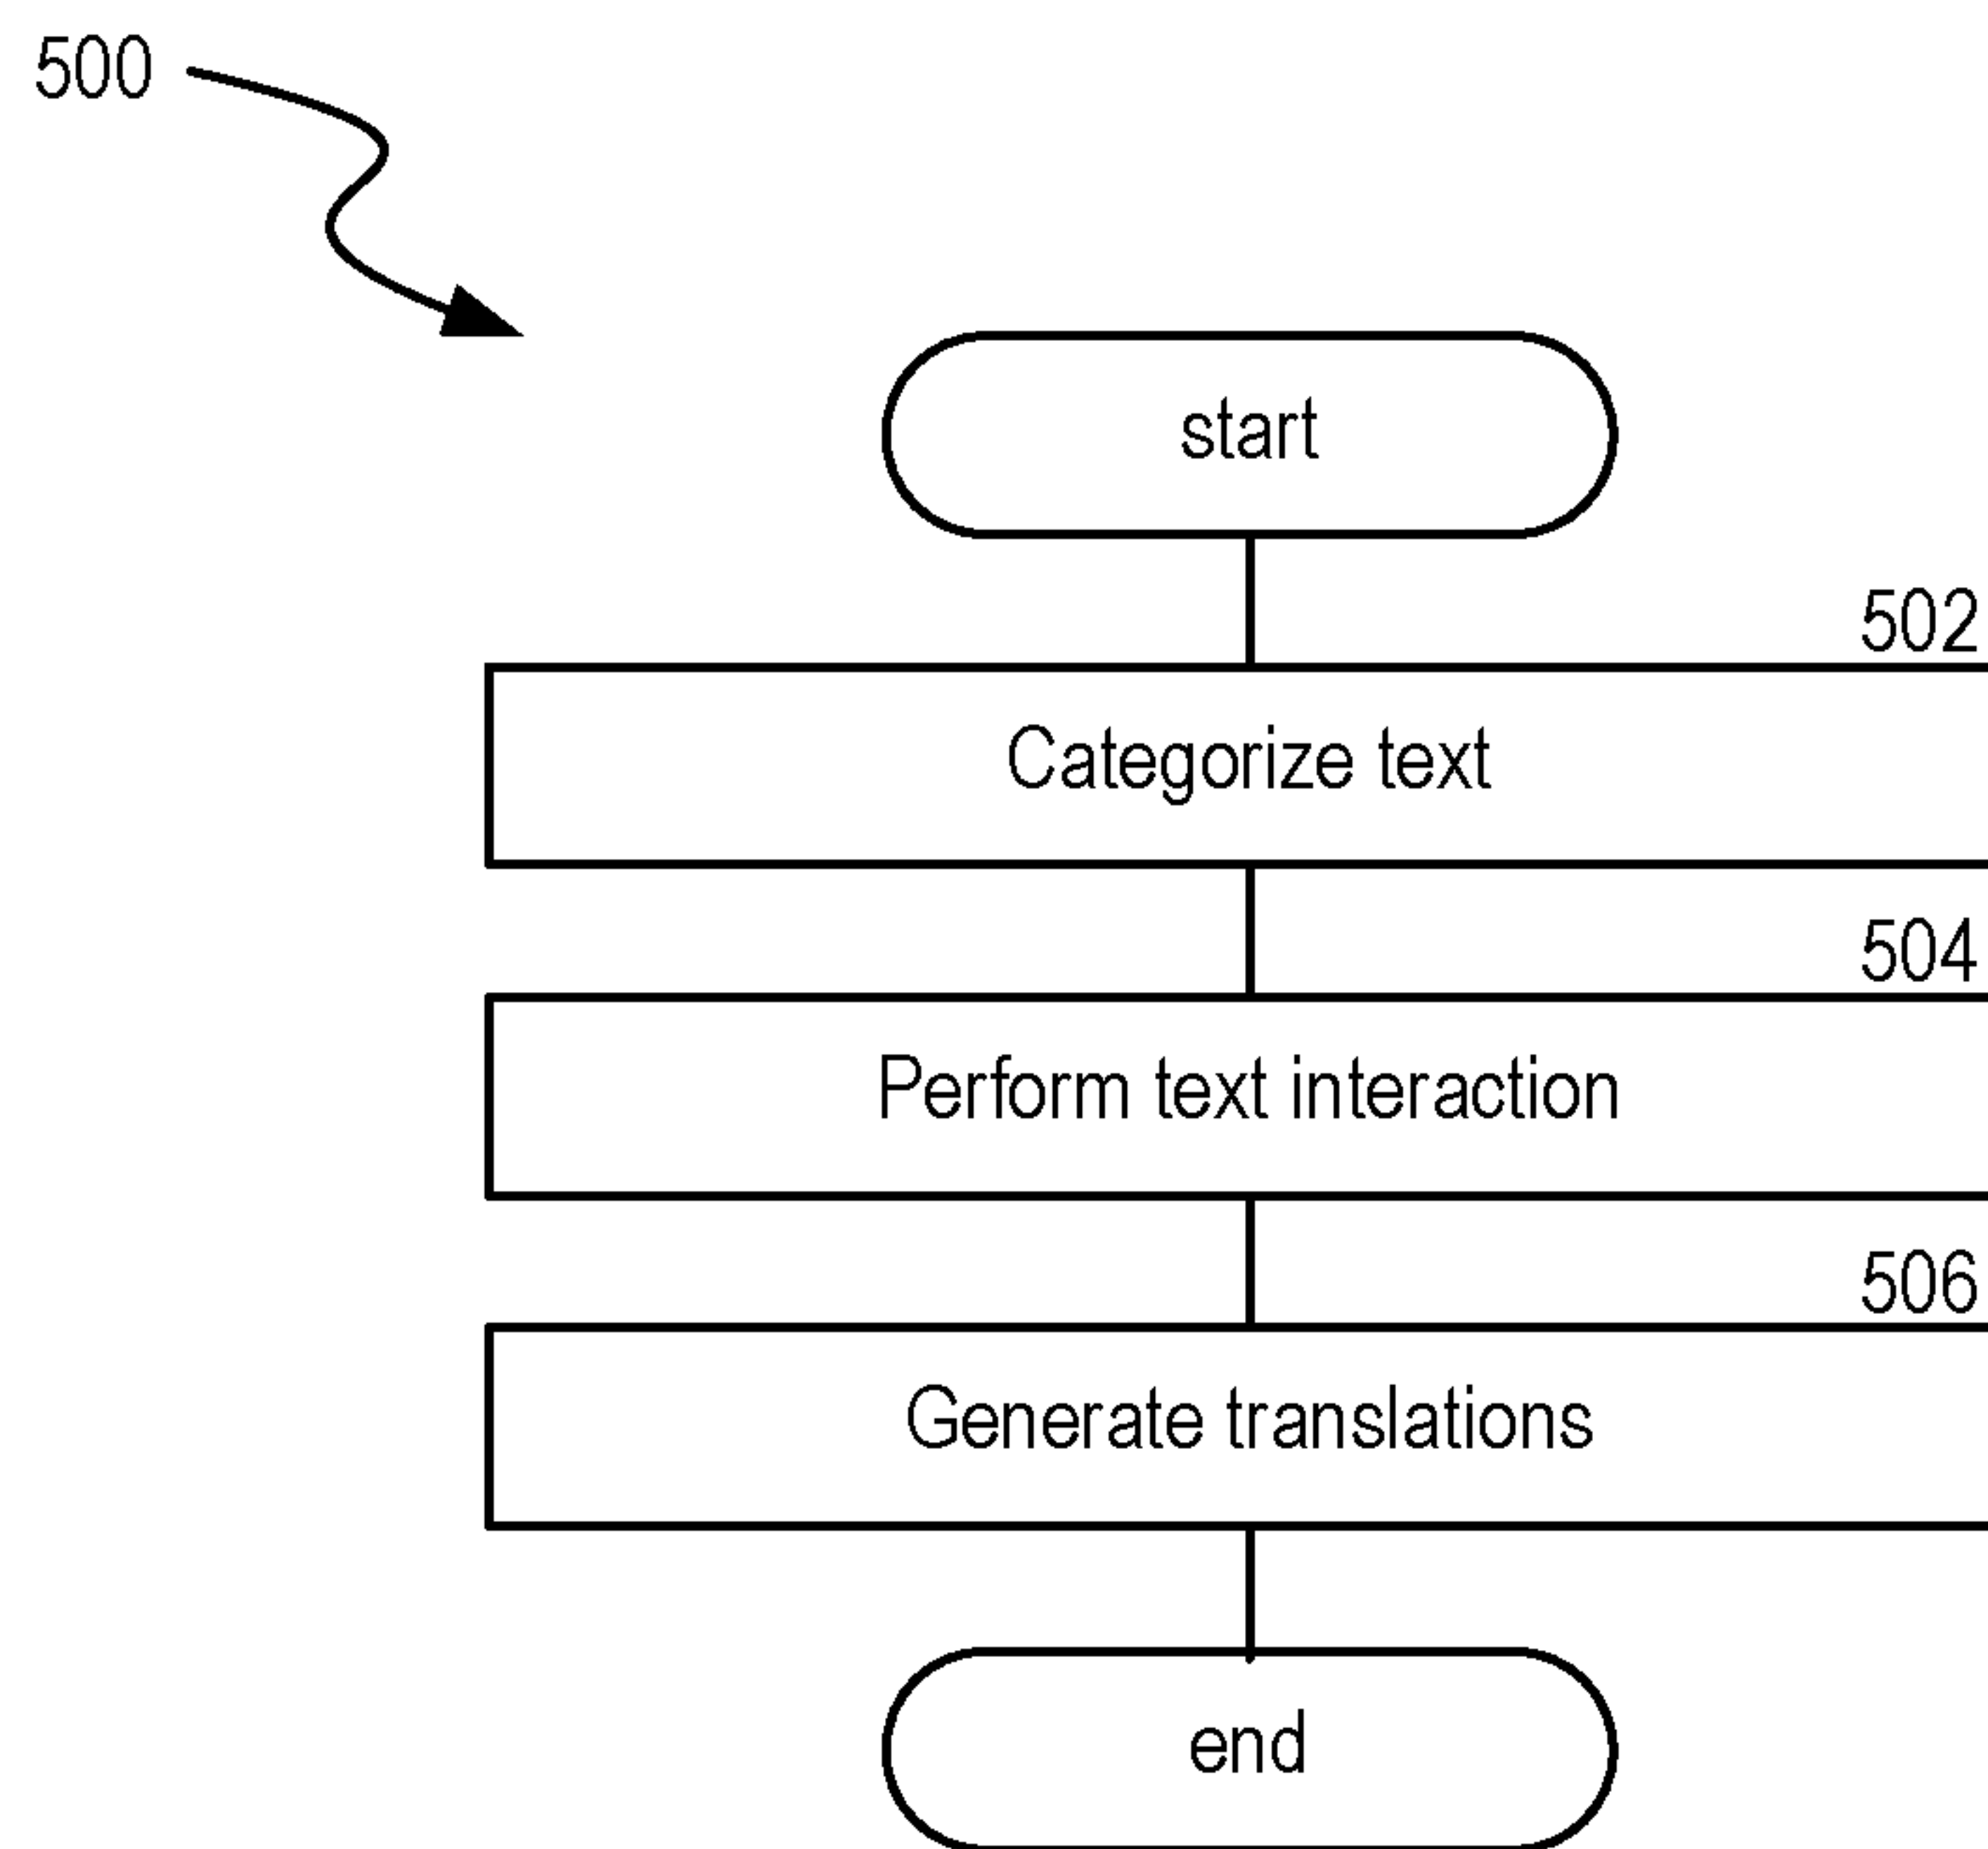 500
start
502
Categorize text
504
Perform text interaction
506
Generate translations
end